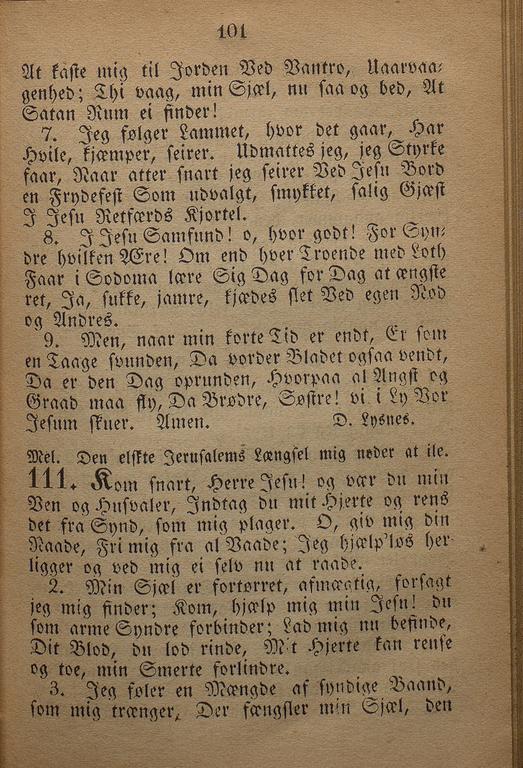 101
At kaste mig til Jorden Ved Vantro, Uaarvaa-
genhed; Thi vaag, min Sjæl, nu saa og bed, At
Satan Rum ei finder!
7. Jeg følger Lammet, hvor det gaar, Har
Hvile, kjæmper, seirer. Udmattes jeg, jeg Styrke
faar, Naar atter snart jeg seirer Ved Jesu Bord
en Frydefest Som udvalgt, smykket, salig Gjæst
I Jesu Retfærds Kjortel.
8. I Jesu Samfund! o, hvor godt! For Syn-
dre hvilken Ære! Om end hver Troende med Loth
Faar i Sodoma lære Sig Dag for Dag at ængste
ret, Ja, sukke, jamre, kjædes slet Ved egen Nød
og Andres.
9. Men, naar min korte Tid er endt, Er som
en Taage svunden, Da vorder Bladet ogsaa vendt,
Da er den Dag oprunden, Hvorpaa al Angst og
Graad maa fly, Da Brødre, Søstre! vi i Ly Vor
Jesum skuer. Amen. D. Lysnes.
Mel. Den elskte Jerusalems Længsel mig neder at ile.
111. Kom snart, Herre Jesu! og vær du min
Ven og Husvaler, Indtag du mit Hjerte og rens
det fra Synd, som mig plager. O, giv mig din
Naade, Fri mig fra al Vaade; Jeg hjælp'løs her
ligger og ved mig ei selv nu at raade.
2. Min Sjæl er fortørret, afmægtig, forsagt
jeg mig finder; Kom, hjælp mig min Jesu! du
som arme Syndre forbinder; Lad mig nu befinde,
Dit Blod, du lod rinde, Mit Hjerte kan rense
og toe, min Smerte forlindre.
3. Jeg føler en Mængde af syndige Baand,
som mig trænger, Der fængsler min Sjæl, den